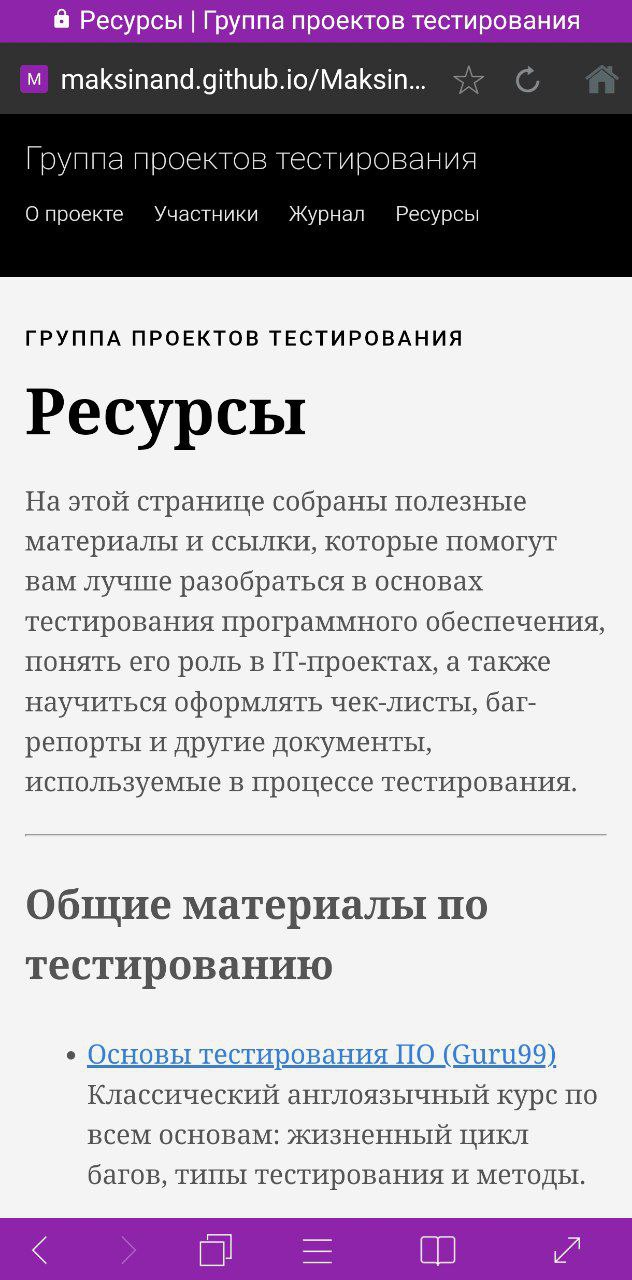 Ресурсы | Группа проектов тестирования
M maksinand.github.io/Maksin...
Группа проектов тестирования
О проекте Участники Журнал Ресурсы
ГРУППА ПРОЕКТОВ ТЕСТИРОВАНИЯ
Ресурсы
На этой странице собраны полезные
материалы и ссылки, которые помогут
вам лучше разобраться в основах
тестирования программного обеспечения,
понять его роль в IT-проектах, а также
научиться оформлять чек-листы, баг-
репорты и другие документы,
используемые в процессе тестирования.
Общие материалы по
тестированию
• Основы тестирования ПО (Guru99)
Классический англоязычный курс по
всем основам: жизненный цикл
багов, типы тестирования и методы.